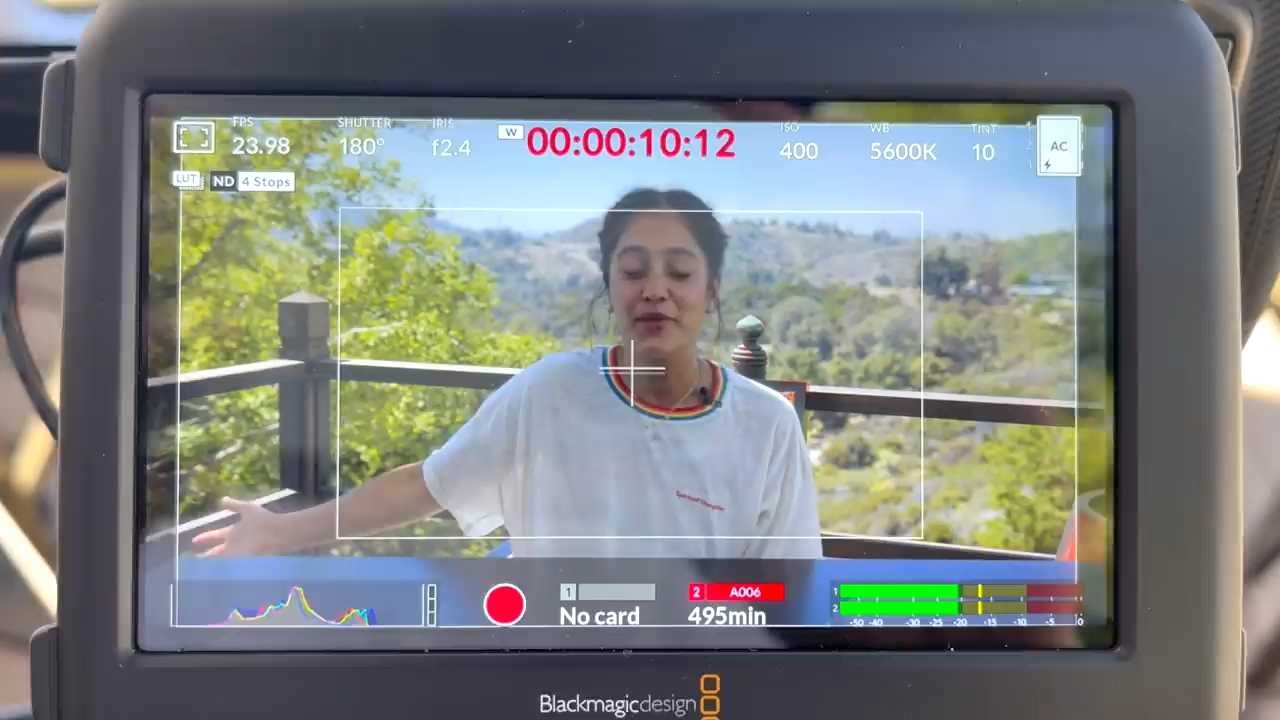 FPS SHUTTER IRIS W 00:00:10:12 ISO WB TINT
23.98 180° f2.4 400 5600K 10 AC
LUT ND 4 Stops
1 2 A006
No card 495min
1
2
-50 -40 -30 -25 -20 -15 -10 -5 0
Blackmagicdesign